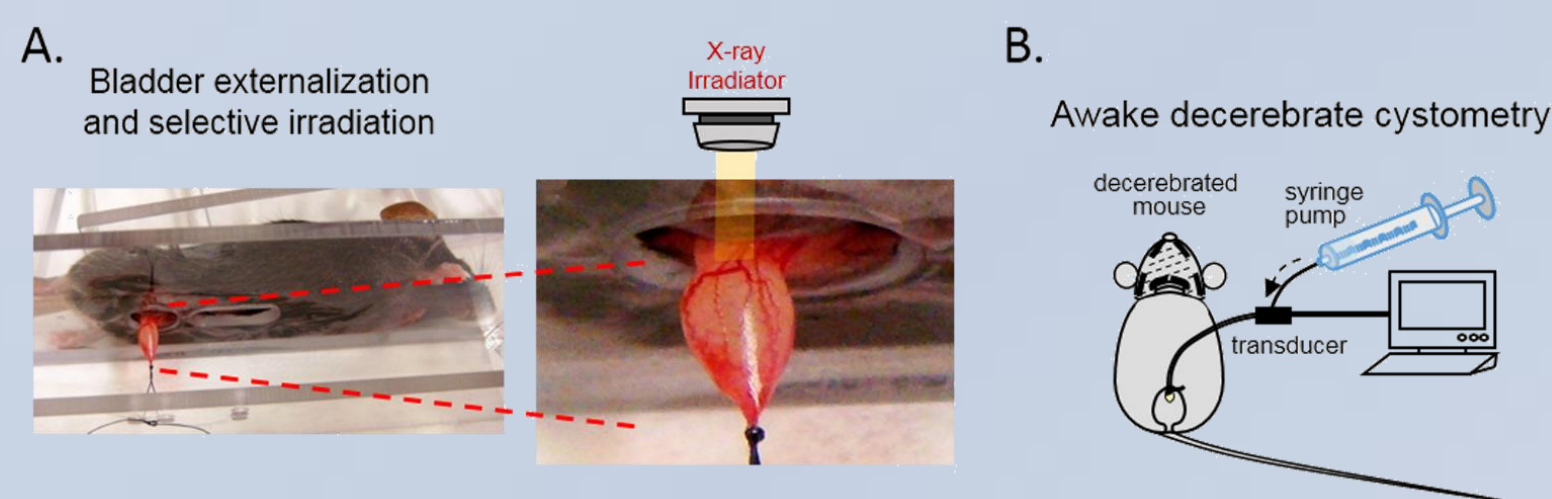 A.
Bladder externalization
and selective irradiation
X-ray
Irradiator
B.
Awake decerebrate cystometry
decerebrated
mouse
syringe
pump
transducer